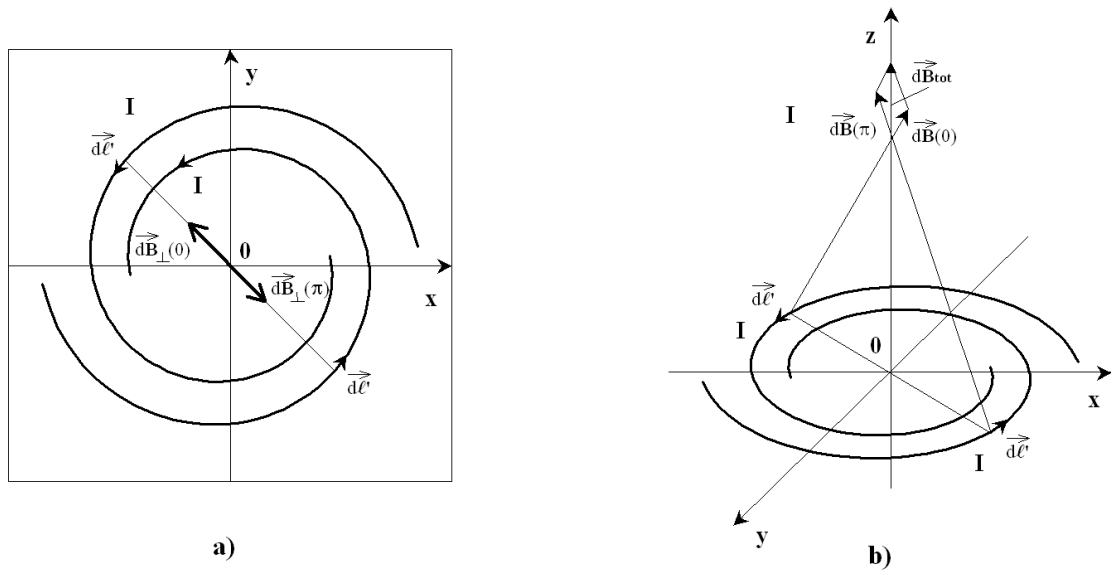 y
I
dℓ'
I
dB⊥(0)
0
dB⊥(π)
x
dℓ'
a)
z
dBtot
I
dB(π)
dB(0)
dℓ'
I
0
x
dℓ'
I
y
b)